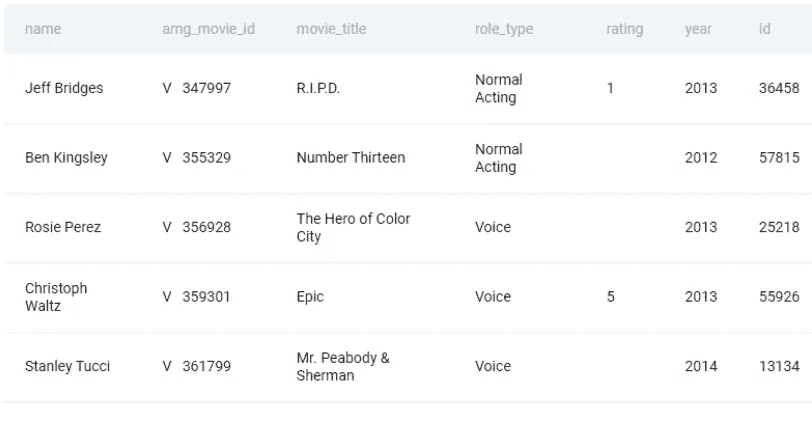 name amg_movie_id movie_title role_type rating year id
Jeff Bridges V 347997 R.I.P.D. Normal Acting 1 2013 36458
Ben Kingsley V 355329 Number Thirteen Normal Acting 2012 57815
Rosie Perez V 356928 The Hero of Color City Voice 2013 25218
Christoph Waltz V 359301 Epic Voice 5 2013 55926
Stanley Tucci V 361799 Mr. Peabody & Sherman Voice 2014 13134